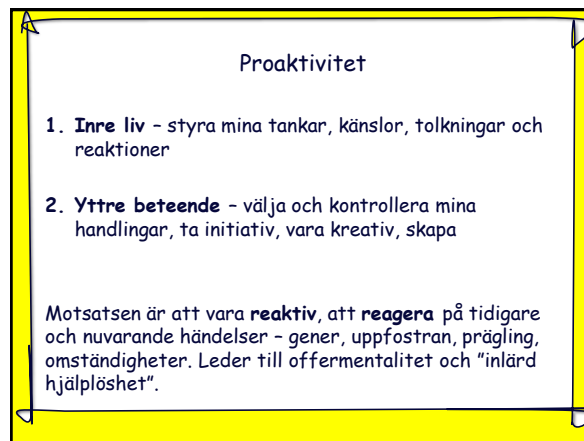 Proaktivitet
1. Inre liv – styra mina tankar, känslor, tolkningar och
reaktioner
2. Yttre beteende – välja och kontrollera mina
handlingar, ta initiativ, vara kreativ, skapa
Motsatsen är att vara reaktiv, att reagera på tidigare
och nuvarande händelser – gener, uppfostran, prägling,
omständigheter. Leder till offermentalitet och ”inlärd
hjälplöshet”.